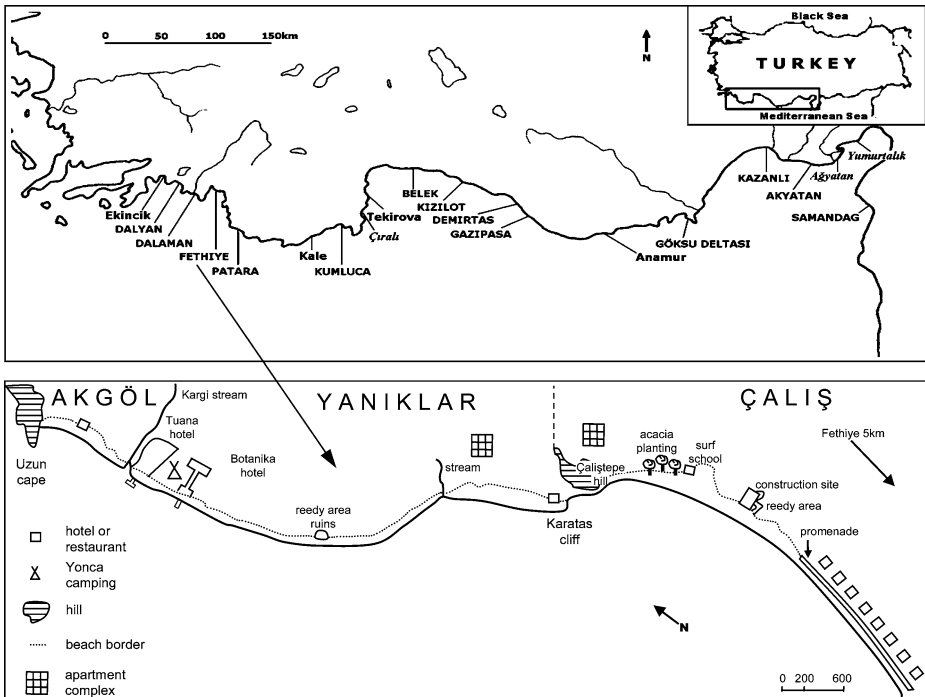 0 50 100 150km
N
Black Sea
TURKEY
Mediterranean Sea
Ekincik
DALYAN
DALAMAN
FETHIYE
PATARA
Kale
KUMLUCA
Tekirova
Çıralı
BELEK
KIZILOT
DEMIRTAS
GAZIPASA
Anamur
GÖKSU DELTASI
KAZANLI
AKYATAN
Ağyatan
Yumurtalık
SAMANDAG
AKGÖL
YANIKLAR
ÇALIŞ
Kargi stream
Tuana
hotel
Botanika
hotel
Uzun
cape
reedy area
ruins
stream
Çaliştepe
hill
Karatas
cliff
acacia
planting
surf
school
Fethiye 5km
construction site
reedy area
promenade
hotel or
restaurant
Yonca
camping
hill
beach border
apartment
complex
N
0 200 600